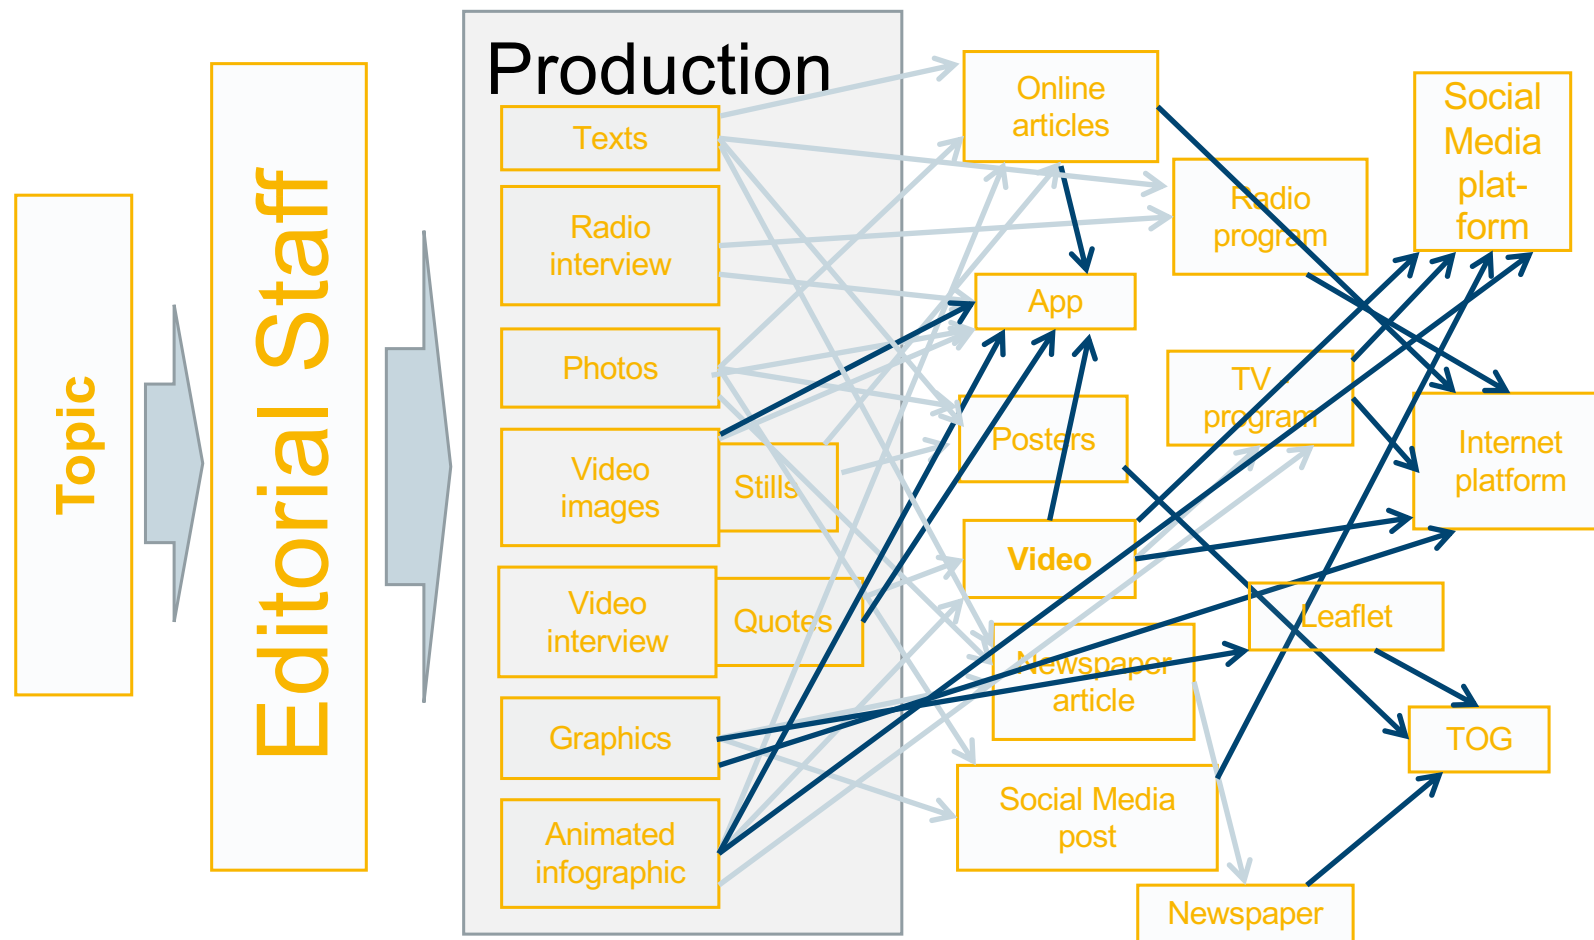 Topic
Editorial Staff
Production
Texts
Radio
interview
Photos
Video
images
Stills
Video
interview
Quotes
Graphics
Animated
infographic
Online
articles
App
Posters
Video
Newspaper
article
Social Media
post
Radio
program
TV -
program
Leaflet
Newspaper
Social
Media
plat-
form
Internet
platform
TOG